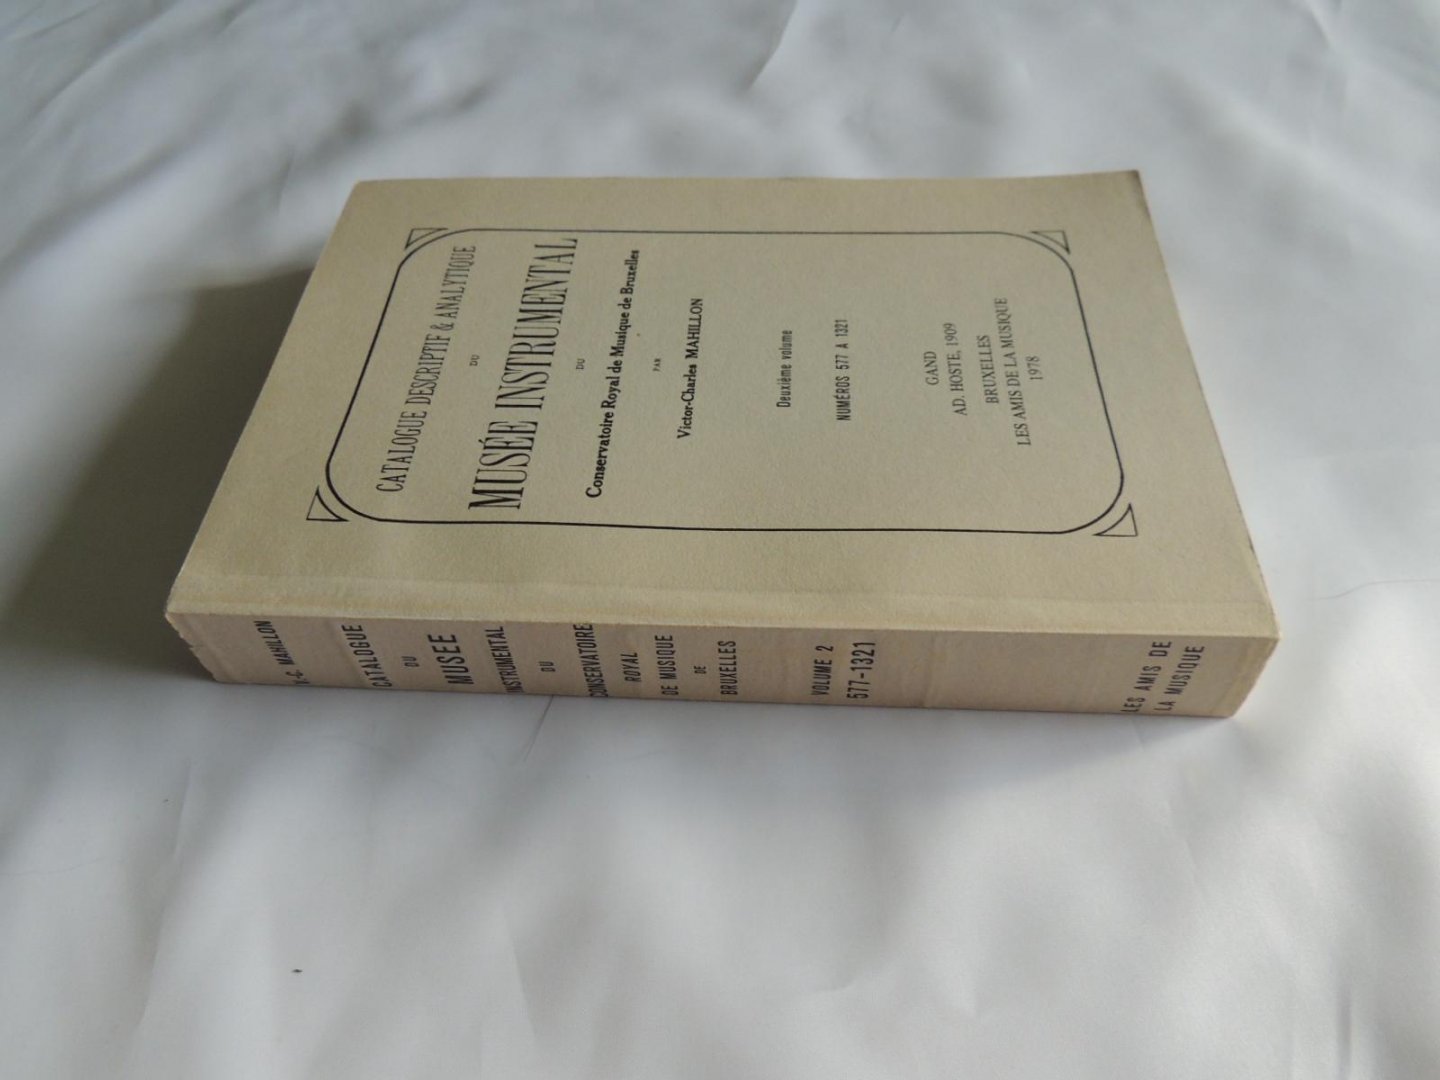 CATALOGUE DESCRIPTIF & ANALYTIQUE
DU
MUSÉE INSTRUMENTAL
DU
Conservatoire Royal de Musique de Bruxelles
PAR
Victor-Charles MAHILLON
Deuxième volume
NUMÉROS 577 A 1321
GAND
AD. HOSTE, 1909
BRUXELLES
LES AMIS DE LA MUSIQUE
1978
V.-C. MAHILLON
CATALOGUE
DU
MUSEE
INSTRUMENTAL
DU
CONSERVATOIRE
ROYAL
DE MUSIQUE
DE
BRUXELLES
VOLUME 2
577-1321
LES AMIS DE
LA MUSIQUE